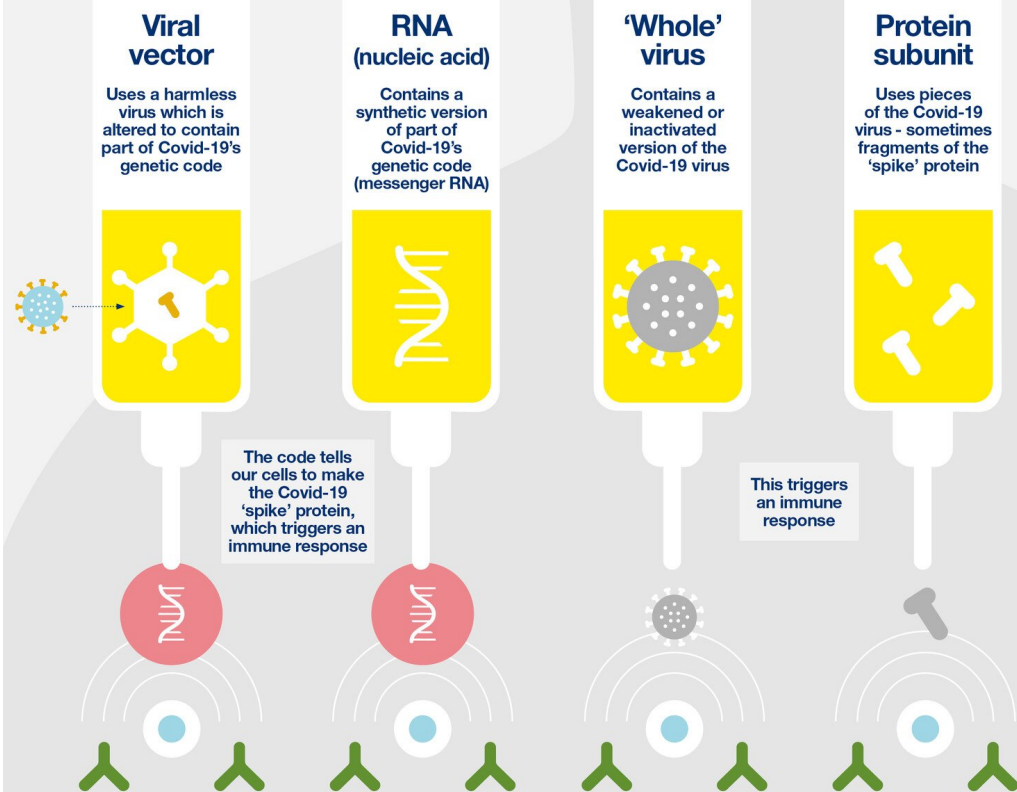 Viral
vector
Uses a harmless
virus which is
altered to contain
part of Covid-19's
genetic code
RNA
(nucleic acid)
Contains a
synthetic version
of part of
Covid-19's
genetic code
(messenger RNA)
‘Whole’
virus
Contains a
weakened or
inactivated
version of the
Covid-19 virus
Protein
subunit
Uses pieces
of the Covid-19
virus - sometimes
fragments of the
‘spike’ protein
The code tells
our cells to make
the Covid-19
‘spike’ protein,
which triggers an
immune response
This triggers
an immune
response